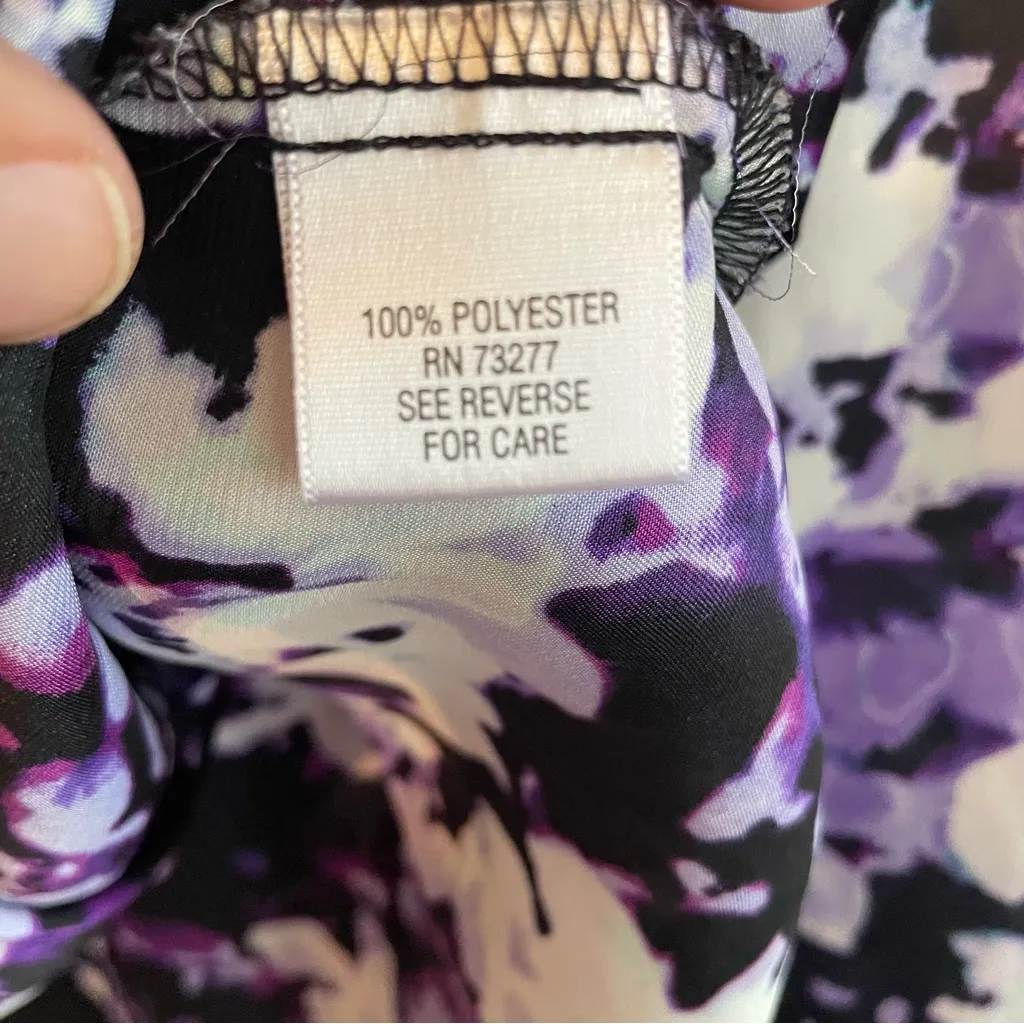 100% POLYESTER
RN 73277
SEE REVERSE
FOR CARE